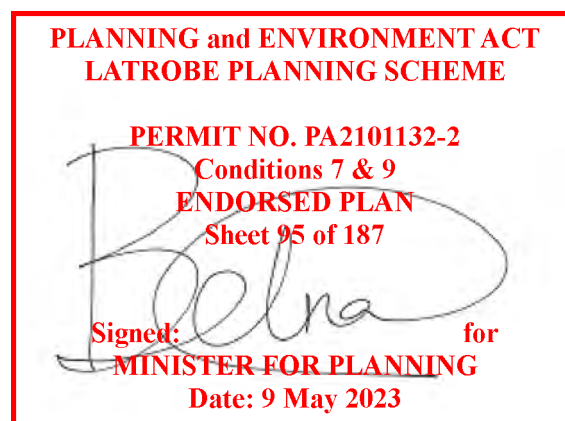 PLANNING and ENVIRONMENT ACT
LATROBE PLANNING SCHEME
PERMIT NO. PA2101132-2
Conditions 7 & 9
ENDORSED PLAN
Sheet 95 of 187
Signed: for
MINISTER FOR PLANNING
Date: 9 May 2023